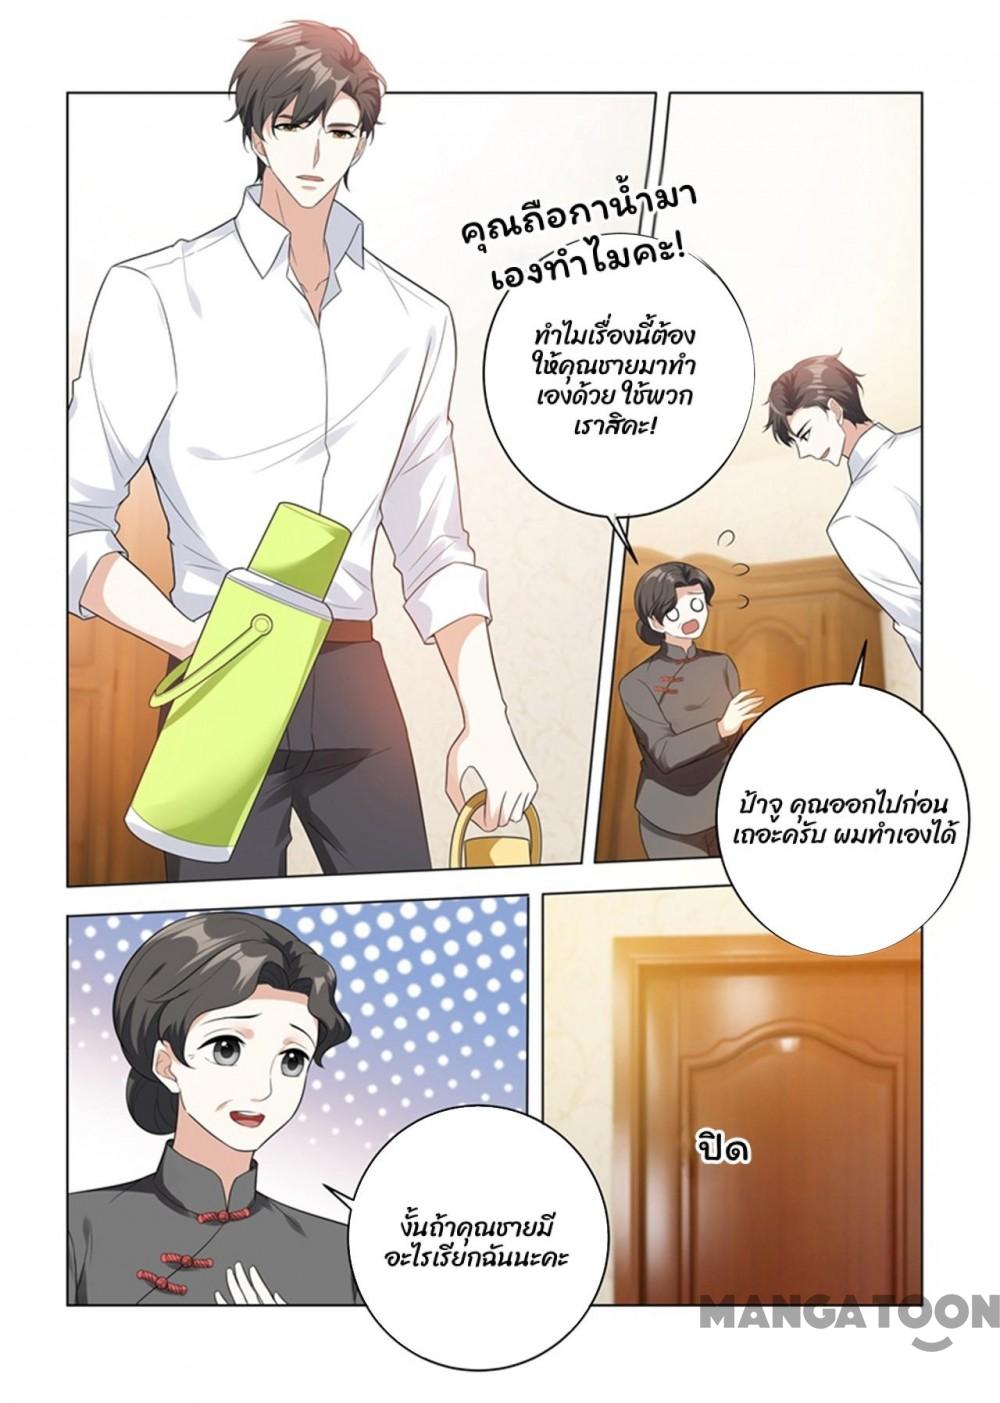 คุณถือกาน้ำมา
เองทำไมคะ!
ทำไมเรื่องนี้ต้อง
ให้คุณชายมาทำ
เองด้วย ใช้พวก
เราสิคะ!
ป้าจู คุณออกไปก่อน
เถอะครับ ผมทำเองได้
งั้นถ้าคุณชายมี
อะไรเรียกฉันนะคะ
ปิด
MANGATOON